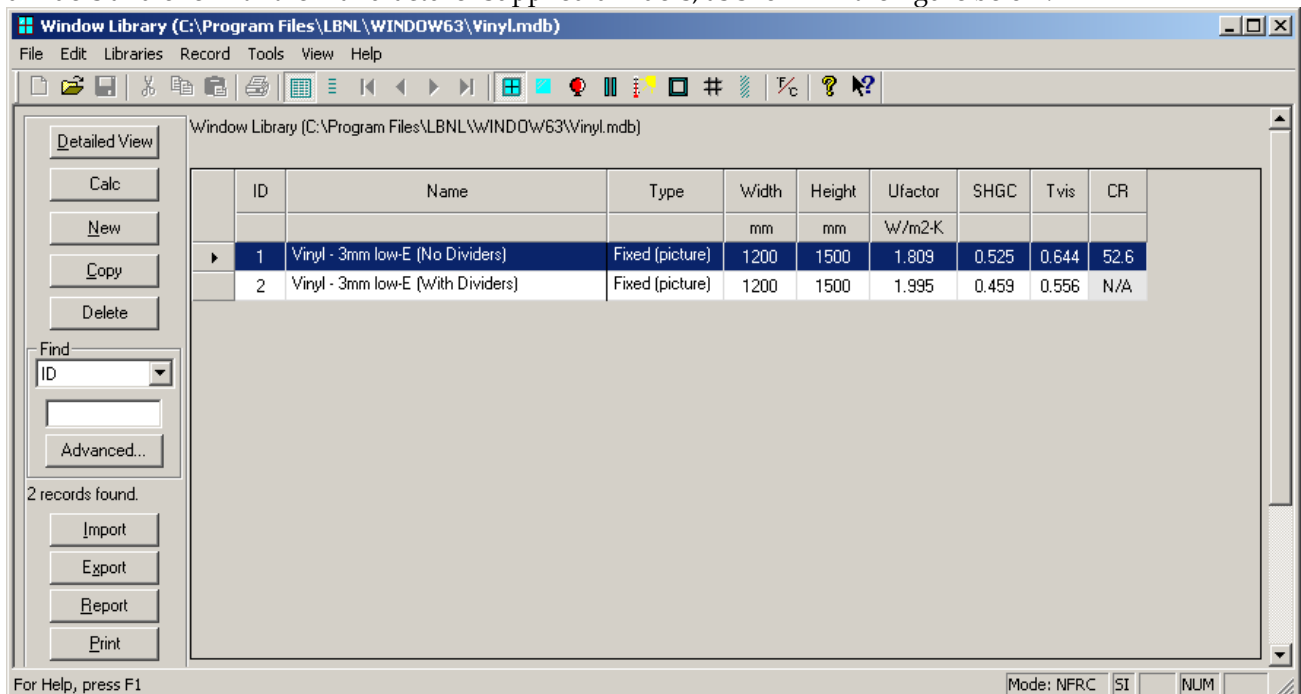 Window Library (C:\Program Files\LBNL\WINDOW63\Vinyl.mdb)
File Edit Libraries Record Tools View Help
Window Library (C:\Program Files\LBNL\WINDOW63\Vinyl.mdb)
Detailed View
Calc
New
Copy
Delete
Find
ID
Advanced...
2 records found.
Import
Export
Report
Print
ID Name Type Width Height Ufactor SHGC Tvis CR
mm mm W/m2-K
1 Vinyl - 3mm low-E (No Dividers) Fixed (picture) 1200 1500 1.809 0.525 0.644 52.6
2 Vinyl - 3mm low-E (With Dividers) Fixed (picture) 1200 1500 1.995 0.459 0.556 N/A
For Help, press F1 Mode: NFRC SI NUM